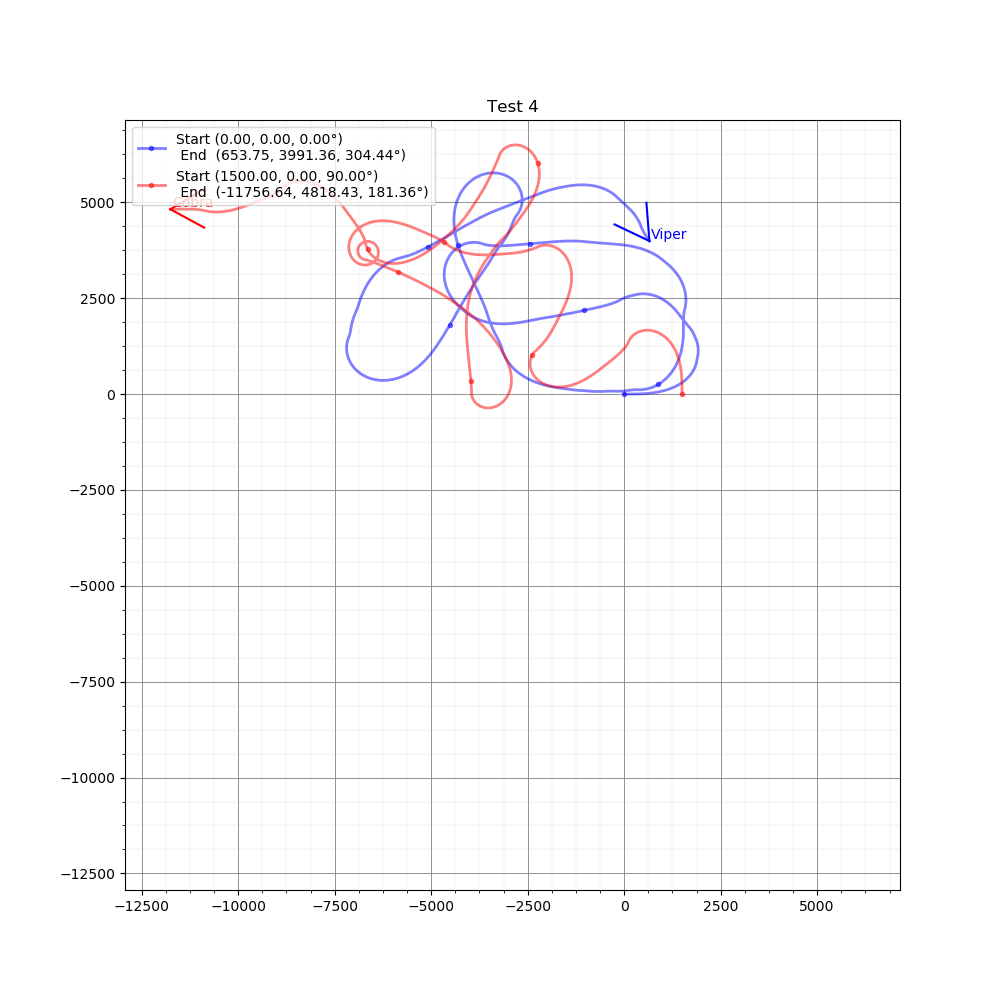 Test 4
Start (0.00, 0.00, 0.00°)
End (653.75, 3991.36, 304.44°)
Start (1500.00, 0.00, 90.00°)
End (-11756.64, 4818.43, 181.36°)
Cobra
Viper
5000
2500
0
−2500
−5000
−7500
−10000
−12500
−12500 −10000 −7500 −5000 −2500 0 2500 5000